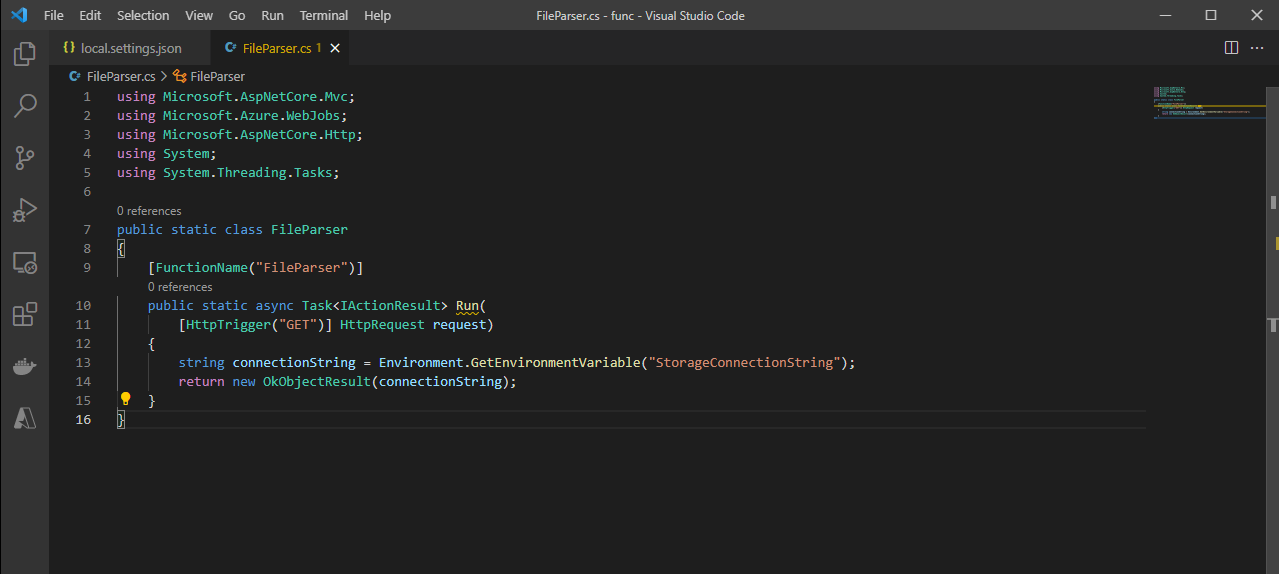 File Edit Selection View Go Run Terminal Help FileParser.cs - func - Visual Studio Code
{} local.settings.json C# FileParser.cs 1
C# FileParser.cs > FileParser
1 using Microsoft.AspNetCore.Mvc;
2 using Microsoft.Azure.WebJobs;
3 using Microsoft.AspNetCore.Http;
4 using System;
5 using System.Threading.Tasks;
6
0 references
7 public static class FileParser
8 {
9 [FunctionName("FileParser")]
0 references
10 public static async Task<IActionResult> Run(
11 [HttpTrigger("GET")] HttpRequest request)
12 {
13 string connectionString = Environment.GetEnvironmentVariable("StorageConnectionString");
14 return new OkObjectResult(connectionString);
15 }
16 }